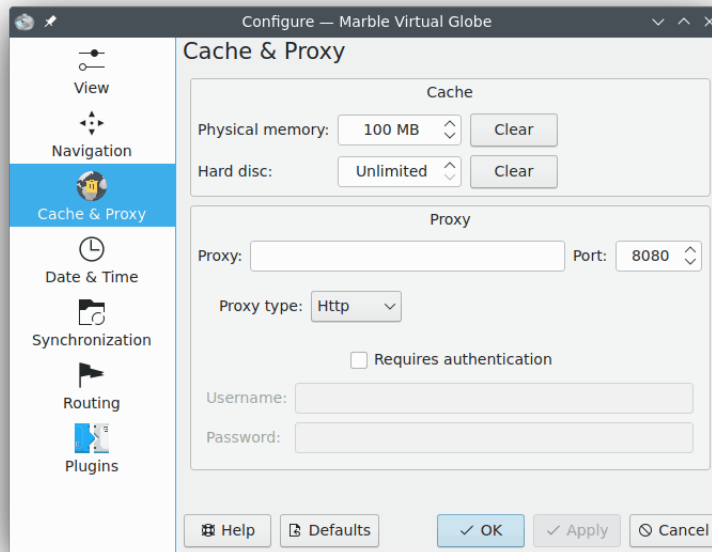 Configure — Marble Virtual Globe
View
Navigation
Cache & Proxy
Date & Time
Synchronization
Routing
Plugins
Cache & Proxy
Cache
Physical memory: 100 MB Clear
Hard disc: Unlimited Clear
Proxy
Proxy: Port: 8080
Proxy type: Http
Requires authentication
Username:
Password:
Help Defaults OK Apply Cancel